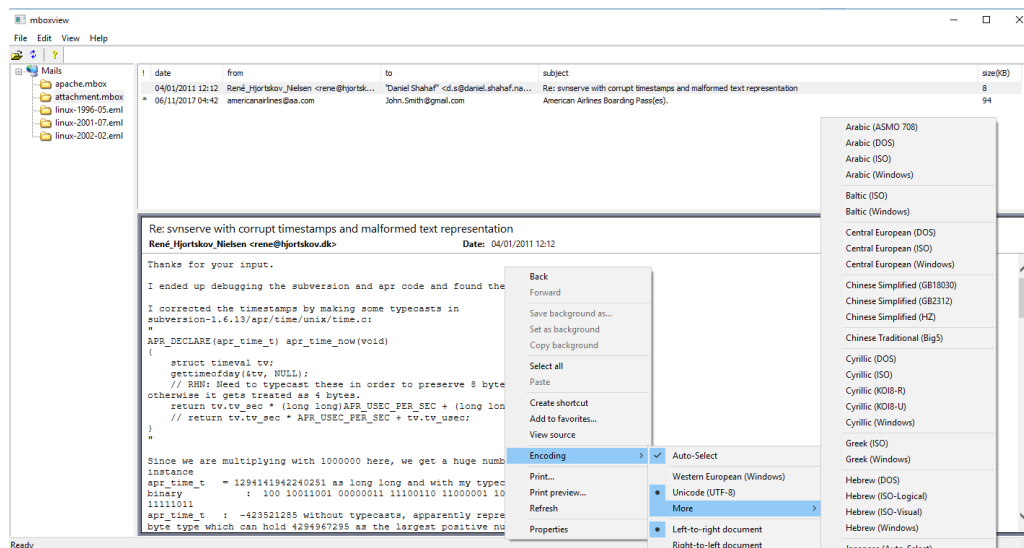 mboxview
File Edit View Help
Mails
apache.mbox
attachment.mbox
linux-1996-05.eml
linux-2001-07.eml
linux-2002-02.eml
! date from to subject size(KB)
04/01/2011 12:12 René_Hjortskov_Nielsen <rene@hjortsk... "Daniel Shahaf" <d.s@daniel.shahaf.na... Re: svnserve with corrupt timestamps and malformed text representation 8
* 06/11/2017 04:42 americanairlines@aa.com John.Smith@gmail.com American Airlines Boarding Pass(es). 94
Re: svnserve with corrupt timestamps and malformed text representation
René_Hjortskov_Nielsen <rene@hjortskov.dk> Date: 04/01/2011 12:12
Thanks for your input.
I ended up debugging the subversion and apr code and found the
I corrected the timestamps by making some typecasts in
subversion-1.6.13/apr/time/unix/time.c:
"
APR_DECLARE(apr_time_t) apr_time_now(void)
{
struct timeval tv;
gettimeofday(&tv, NULL);
// RHN: Need to typecast these in order to preserve 8 byte
otherwise it gets treated as 4 bytes.
return tv.tv_sec * (long long)APR_USEC_PER_SEC + (long lon
// return tv.tv_sec * APR_USEC_PER_SEC + tv.tv_usec;
}
"
Since we are multiplying with 1000000 here, we get a huge numb
instance
apr_time_t = 1294141942240251 as long long and with my typec
binary : 100 10011001 00000011 11100110 11000001 10
11111011
apr_time_t : -423521285 without typecasts, apparently repre
byte type which can hold 4294967295 as the largest positive nu
Back
Forward
Save background as...
Set as background
Copy background
Select all
Paste
Create shortcut
Add to favorites...
View source
Encoding
Print...
Print preview...
Refresh
Properties
Auto-Select
Western European (Windows)
Unicode (UTF-8)
More
Left-to-right document
Right-to-left document
Arabic (ASMO 708)
Arabic (DOS)
Arabic (ISO)
Arabic (Windows)
Baltic (ISO)
Baltic (Windows)
Central European (DOS)
Central European (ISO)
Central European (Windows)
Chinese Simplified (GB18030)
Chinese Simplified (GB2312)
Chinese Simplified (HZ)
Chinese Traditional (Big5)
Cyrillic (DOS)
Cyrillic (ISO)
Cyrillic (KOI8-R)
Cyrillic (KOI8-U)
Cyrillic (Windows)
Greek (ISO)
Greek (Windows)
Hebrew (DOS)
Hebrew (ISO-Logical)
Hebrew (ISO-Visual)
Hebrew (Windows)
Japanese (Auto-Select)
Ready